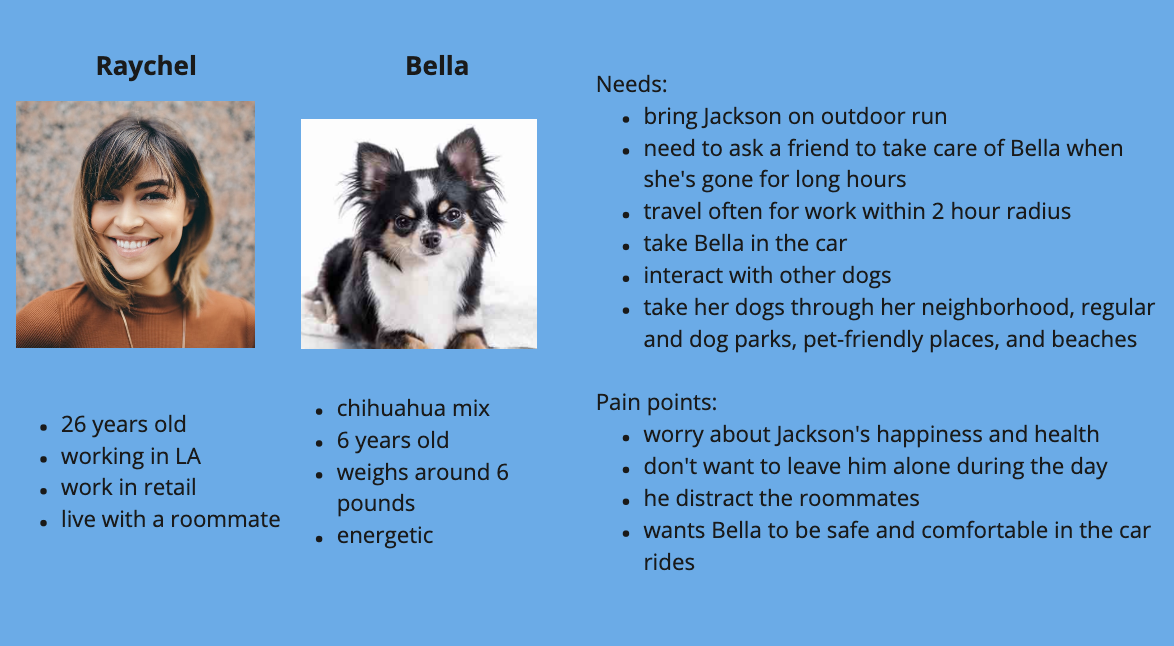 Raychel
26 years old
working in LA
work in retail
live with a roommate
Bella
chihuahua mix
6 years old
weighs around 6
pounds
energetic
Needs:
bring Jackson on outdoor run
need to ask a friend to take care of Bella when
she's gone for long hours
travel often for work within 2 hour radius
take Bella in the car
interact with other dogs
take her dogs through her neighborhood, regular
and dog parks, pet-friendly places, and beaches
Pain points:
worry about Jackson's happiness and health
don't want to leave him alone during the day
he distract the roommates
wants Bella to be safe and comfortable in the car
rides